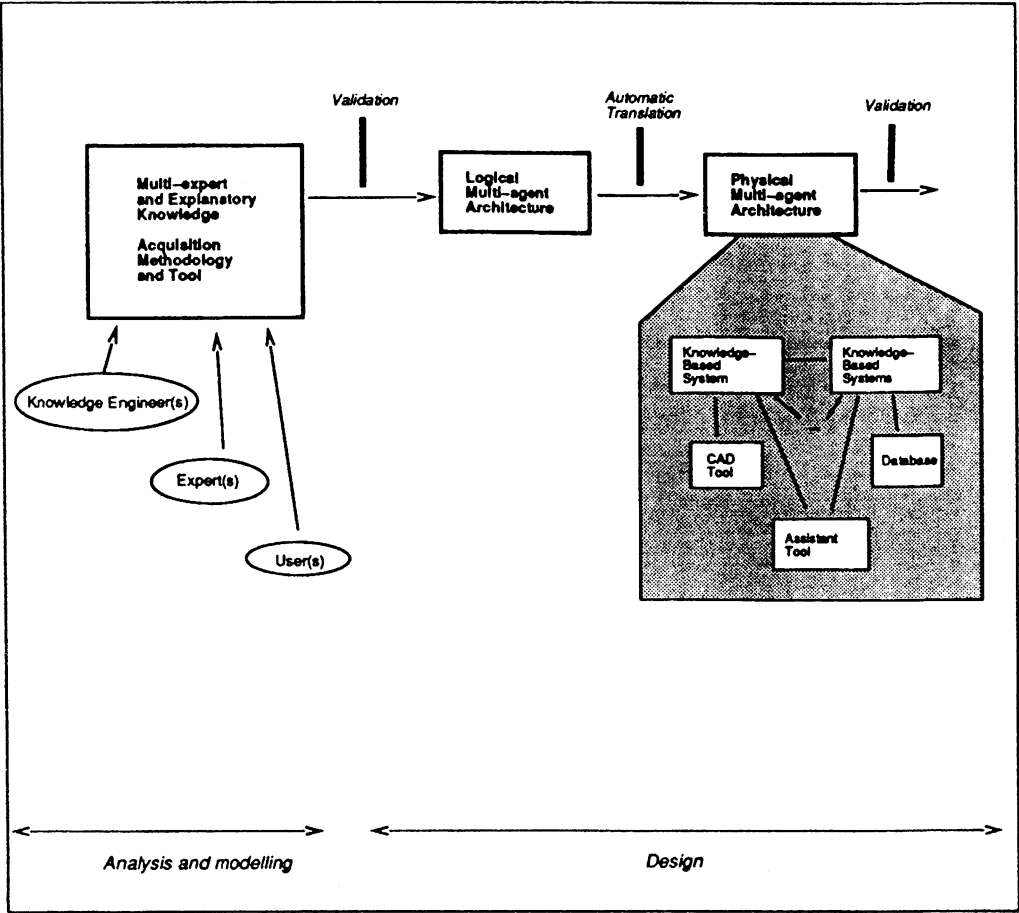 Validation
Automatic
Translation
Validation
Multi–expert
and Explanatory
Knowledge
Acquisition
Methodology
and Tool
Logical
Multi–agent
Architecture
Physical
Multi–agent
Architecture
Knowledge–
Based
System
Knowledge–
Based
Systems
Knowledge Engineer(s)
CAD
Tool
Database
Expert(s)
Assistant
Tool
User(s)
Analysis and modelling
Design